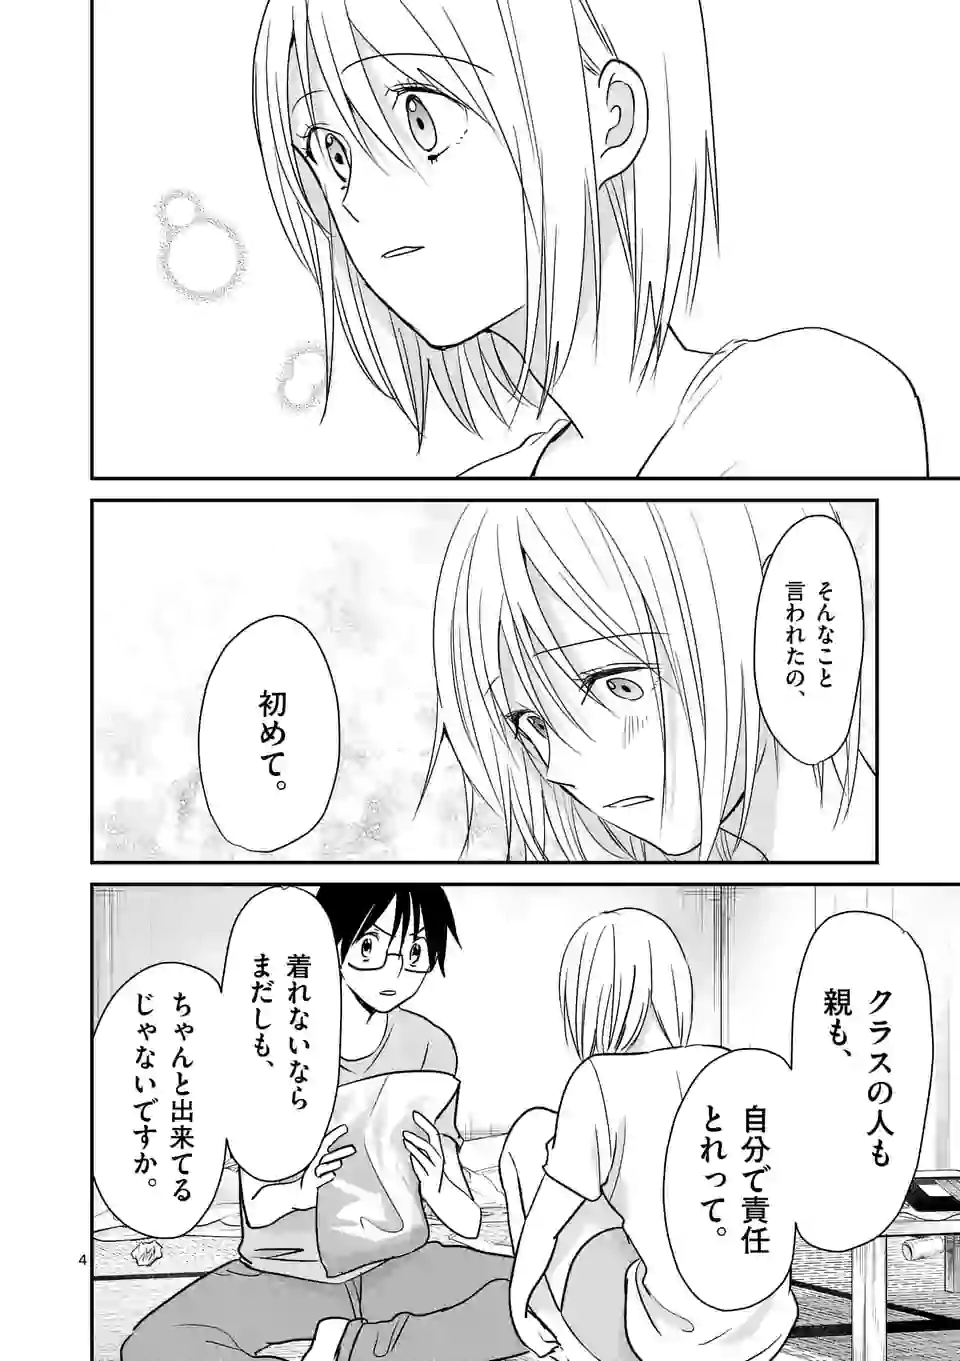 そんなこと
言われたの、
初めて。
クラスの人も
親も、
自分で責任
とれって。
着れないなら
まだしも、
ちゃんと出来てる
じゃないですか。
4